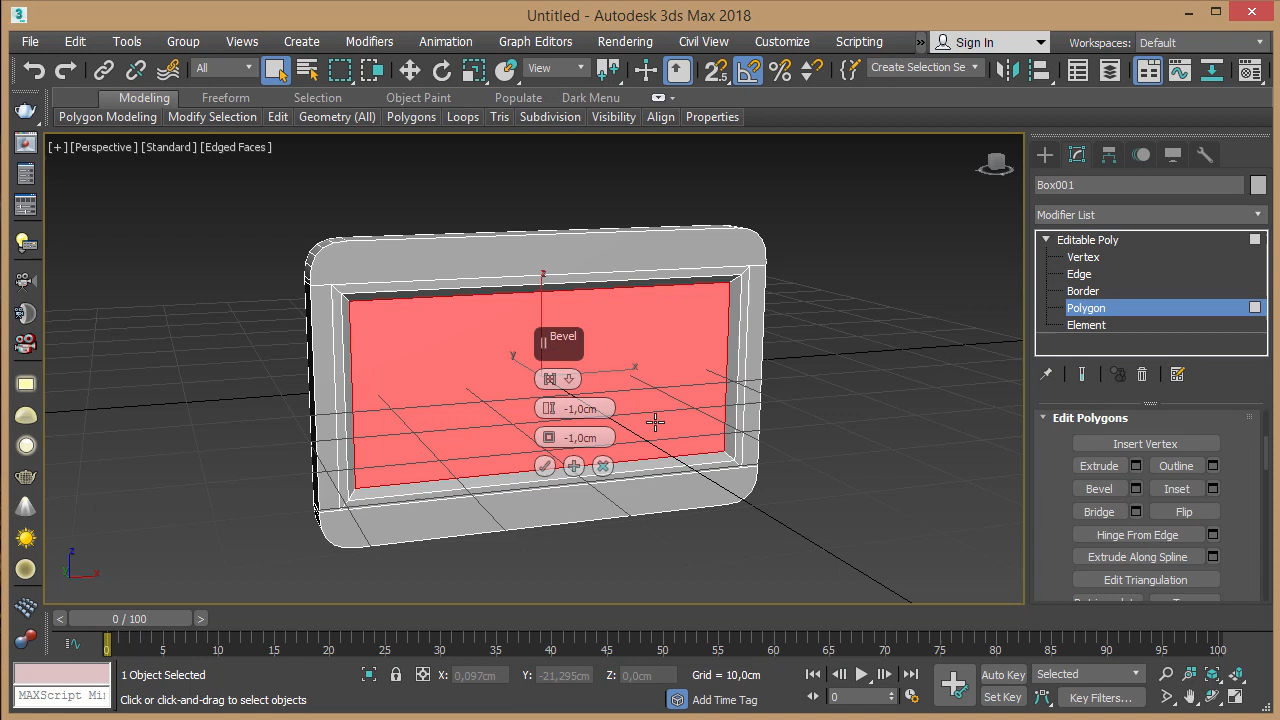 3 Untitled - Autodesk 3ds Max 2018
File Edit Tools Group Views Create Modifiers Animation Graph Editors Rendering Civil View Customize Scripting » Sign In Workspaces: Default
All View 2.5 Create Selection Se
Modeling Freeform Selection Object Paint Populate Dark Menu
Polygon Modeling Modify Selection Edit Geometry (All) Polygons Loops Tris Subdivision Visibility Align Properties
[+] [Perspective] [Standard] [Edged Faces]
Box001
Modifier List
Editable Poly
Vertex
Edge
Border
Polygon
Element
z
Bevel
y
x
-1,0cm
-1,0cm
Edit Polygons
Insert Vertex
Extrude Outline
Bevel Inset
Bridge Flip
Hinge From Edge
Extrude Along Spline
Edit Triangulation
z
y x
< 0 / 100 >
0 5 10 15 20 25 30 35 40 45 50 55 60 65 70 75 80 85 90 95 100
1 Object Selected X: 0,097cm Y: -21,295cm Z: 0,0cm Grid = 10,0cm Auto Key Selected
MAXScript Mi Click or click-and-drag to select objects Add Time Tag 0 Set Key Key Filters...